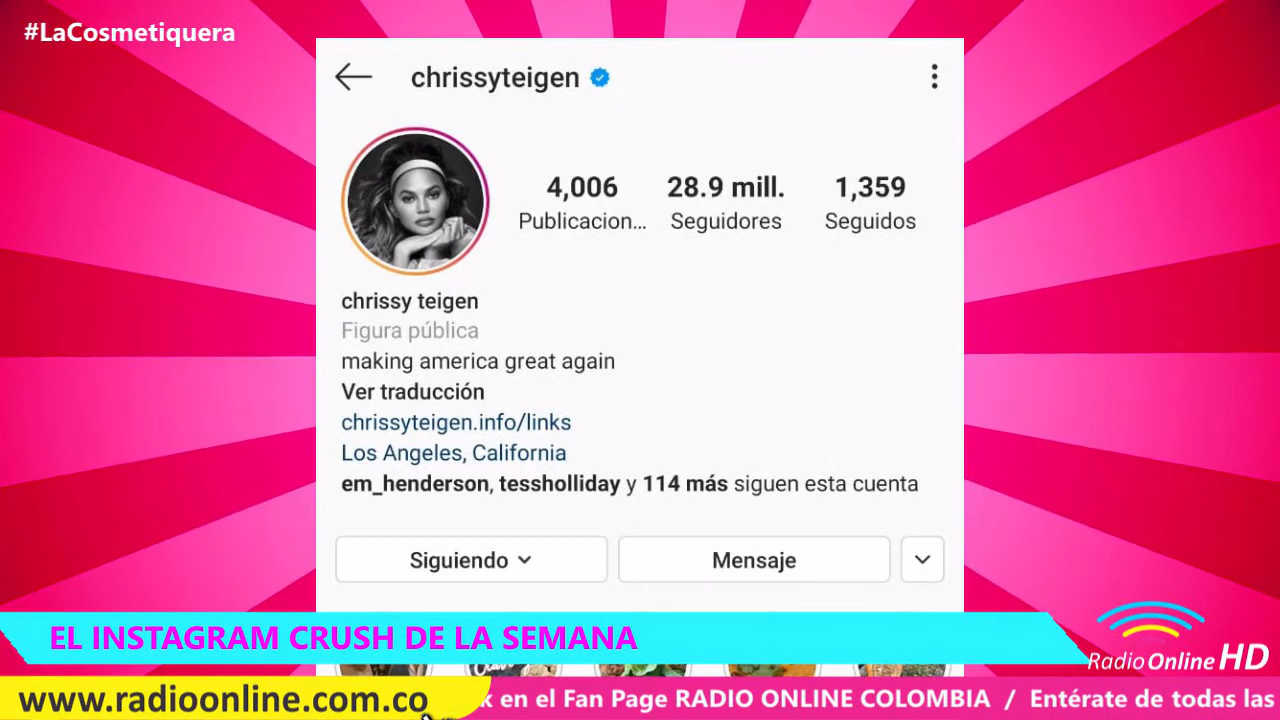 #LaCosmetiquera
chrissyteigen
4,006
28.9 mill.
1,359
Publicacion...
Seguidores
Seguidos
chrissy teigen
Figura pública
making america great again
Ver traducción
chrissyteigen.info/links
Los Angeles, California
em_henderson, tessholliday y 114 más siguen esta cuenta
Siguiendo
Mensaje
EL INSTAGRAM CRUSH DE LA SEMANA
Radio Online HD
www.radioonline.com.co
en el Fan Page RADIO ONLINE COLOMBIA / Entérate de todas las